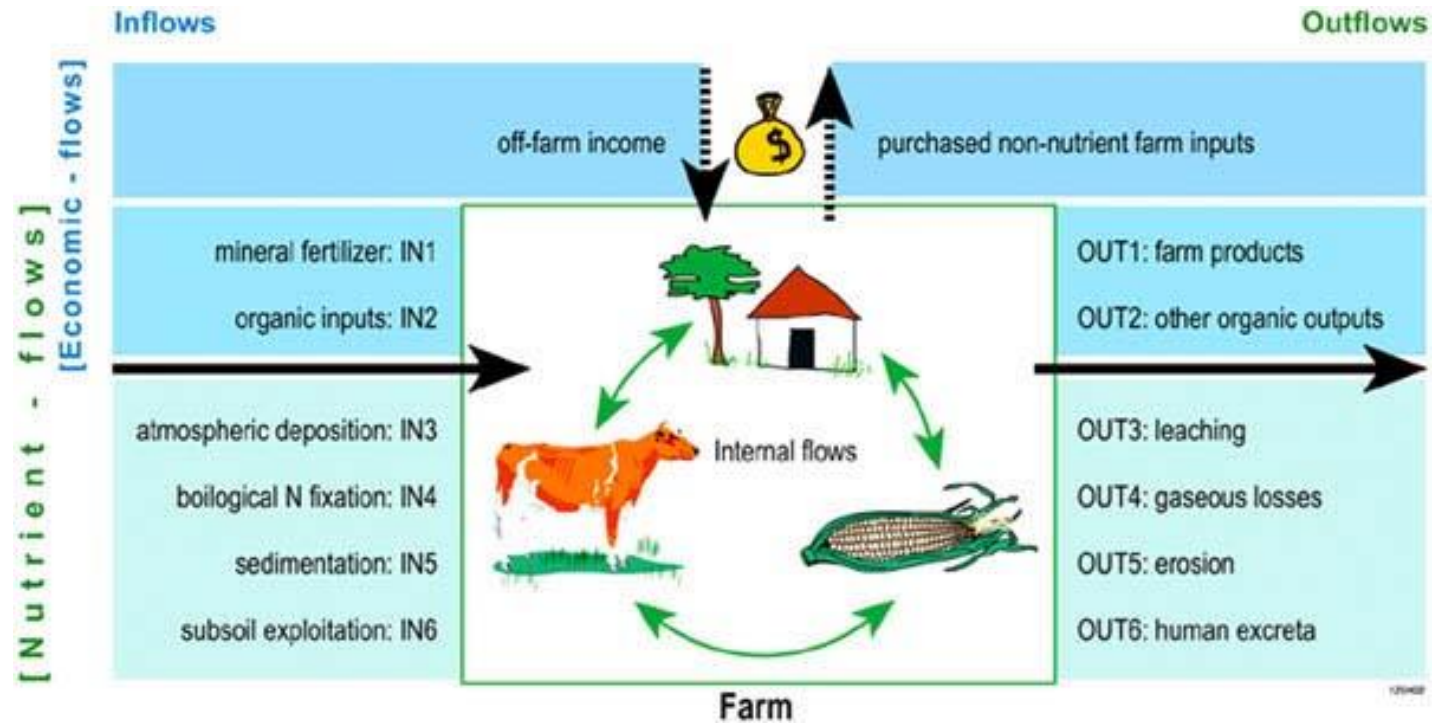 Inflows
Outflows
[Economic - flows]
[Nutrient - flows]
off-farm income
$
purchased non-nutrient farm inputs
mineral fertilizer: IN1
organic inputs: IN2
OUT1: farm products
OUT2: other organic outputs
atmospheric deposition: IN3
boilogical N fixation: IN4
sedimentation: IN5
subsoil exploitation: IN6
Internal flows
OUT3: leaching
OUT4: gaseous losses
OUT5: erosion
OUT6: human excreta
Farm